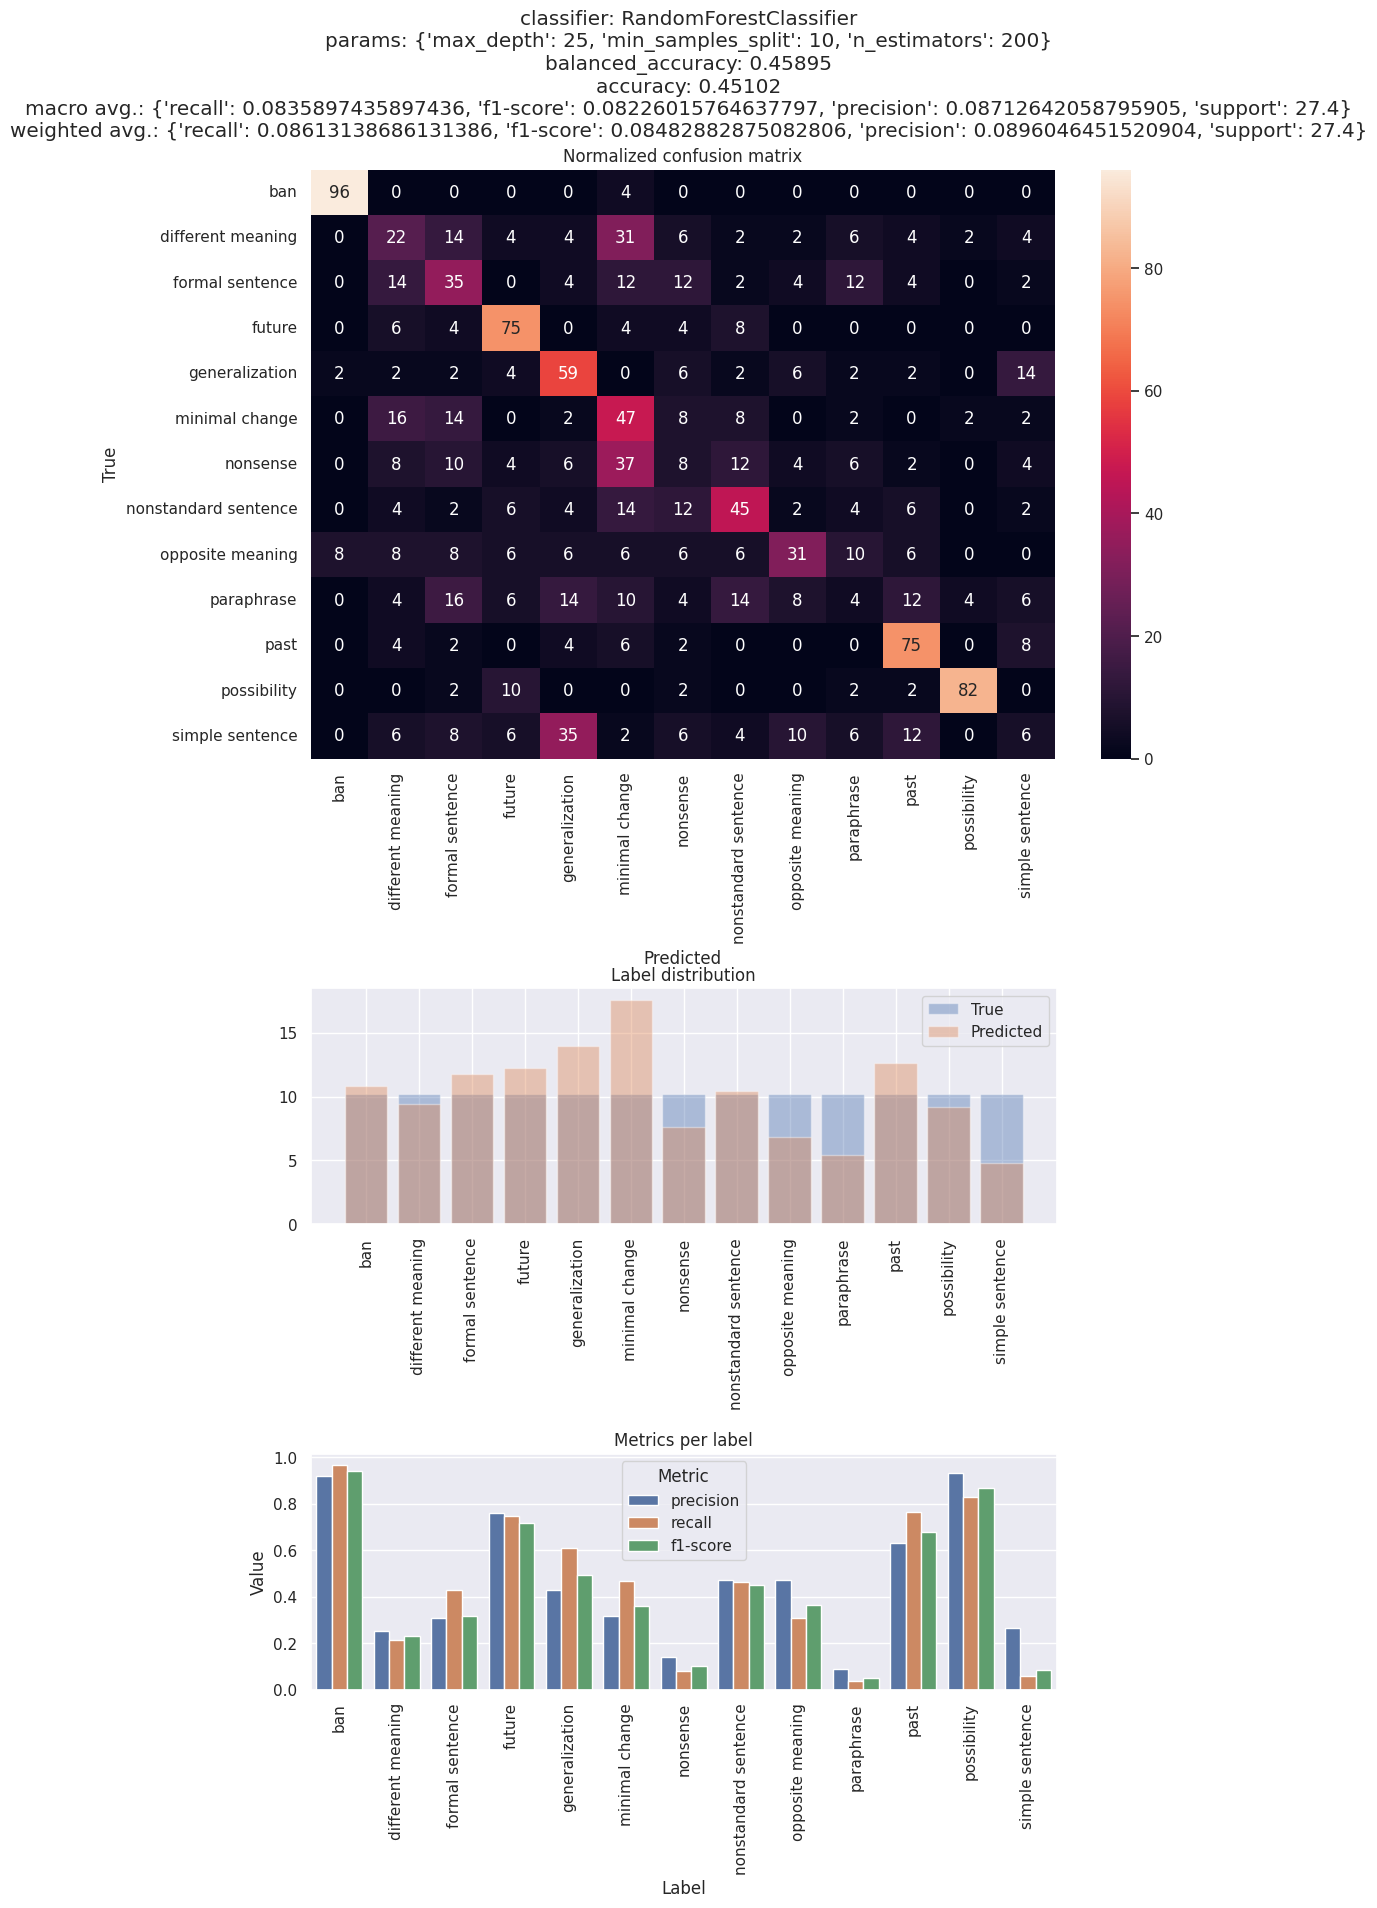 classifier: RandomForestClassifier
params: {'max_depth': 25, 'min_samples_split': 10, 'n_estimators': 200}
balanced_accuracy: 0.45895
accuracy: 0.45102
macro avg.: {'recall': 0.0835897435897436, 'f1-score': 0.08226015764637797, 'precision': 0.08712642058795905, 'support': 27.4}
weighted avg.: {'recall': 0.08613138686131386, 'f1-score': 0.08482882875082806, 'precision': 0.0896046451520904, 'support': 27.4}
Normalized confusion matrix
True
ban 96 0 0 0 0 4 0 0 0 0 0 0 0
different meaning 0 22 14 4 4 31 6 2 2 6 4 2 4
formal sentence 0 14 35 0 4 12 12 2 4 12 4 0 2
future 0 6 4 75 0 4 4 8 0 0 0 0 0
generalization 2 2 2 4 59 0 6 2 6 2 2 0 14
minimal change 0 16 14 0 2 47 8 8 0 2 0 2 2
nonsense 0 8 10 4 6 37 8 12 4 6 2 0 4
nonstandard sentence 0 4 2 6 4 14 12 45 2 4 6 0 2
opposite meaning 8 8 8 6 6 6 6 6 31 10 6 0 0
paraphrase 0 4 16 6 14 10 4 14 8 4 12 4 6
past 0 4 2 0 4 6 2 0 0 0 75 0 8
possibility 0 0 2 10 0 0 2 0 0 2 2 82 0
simple sentence 0 6 8 6 35 2 6 4 10 6 12 0 6
80
60
40
20
0
ban
different meaning
formal sentence
future
generalization
minimal change
nonsense
nonstandard sentence
opposite meaning
paraphrase
past
possibility
simple sentence
Predicted
Label distribution
True
Predicted
15
10
5
0
ban
different meaning
formal sentence
future
generalization
minimal change
nonsense
nonstandard sentence
opposite meaning
paraphrase
past
possibility
simple sentence
Metrics per label
Metric
precision
recall
f1-score
Value
1.0
0.8
0.6
0.4
0.2
0.0
ban
different meaning
formal sentence
future
generalization
minimal change
nonsense
nonstandard sentence
opposite meaning
paraphrase
past
possibility
simple sentence
Label